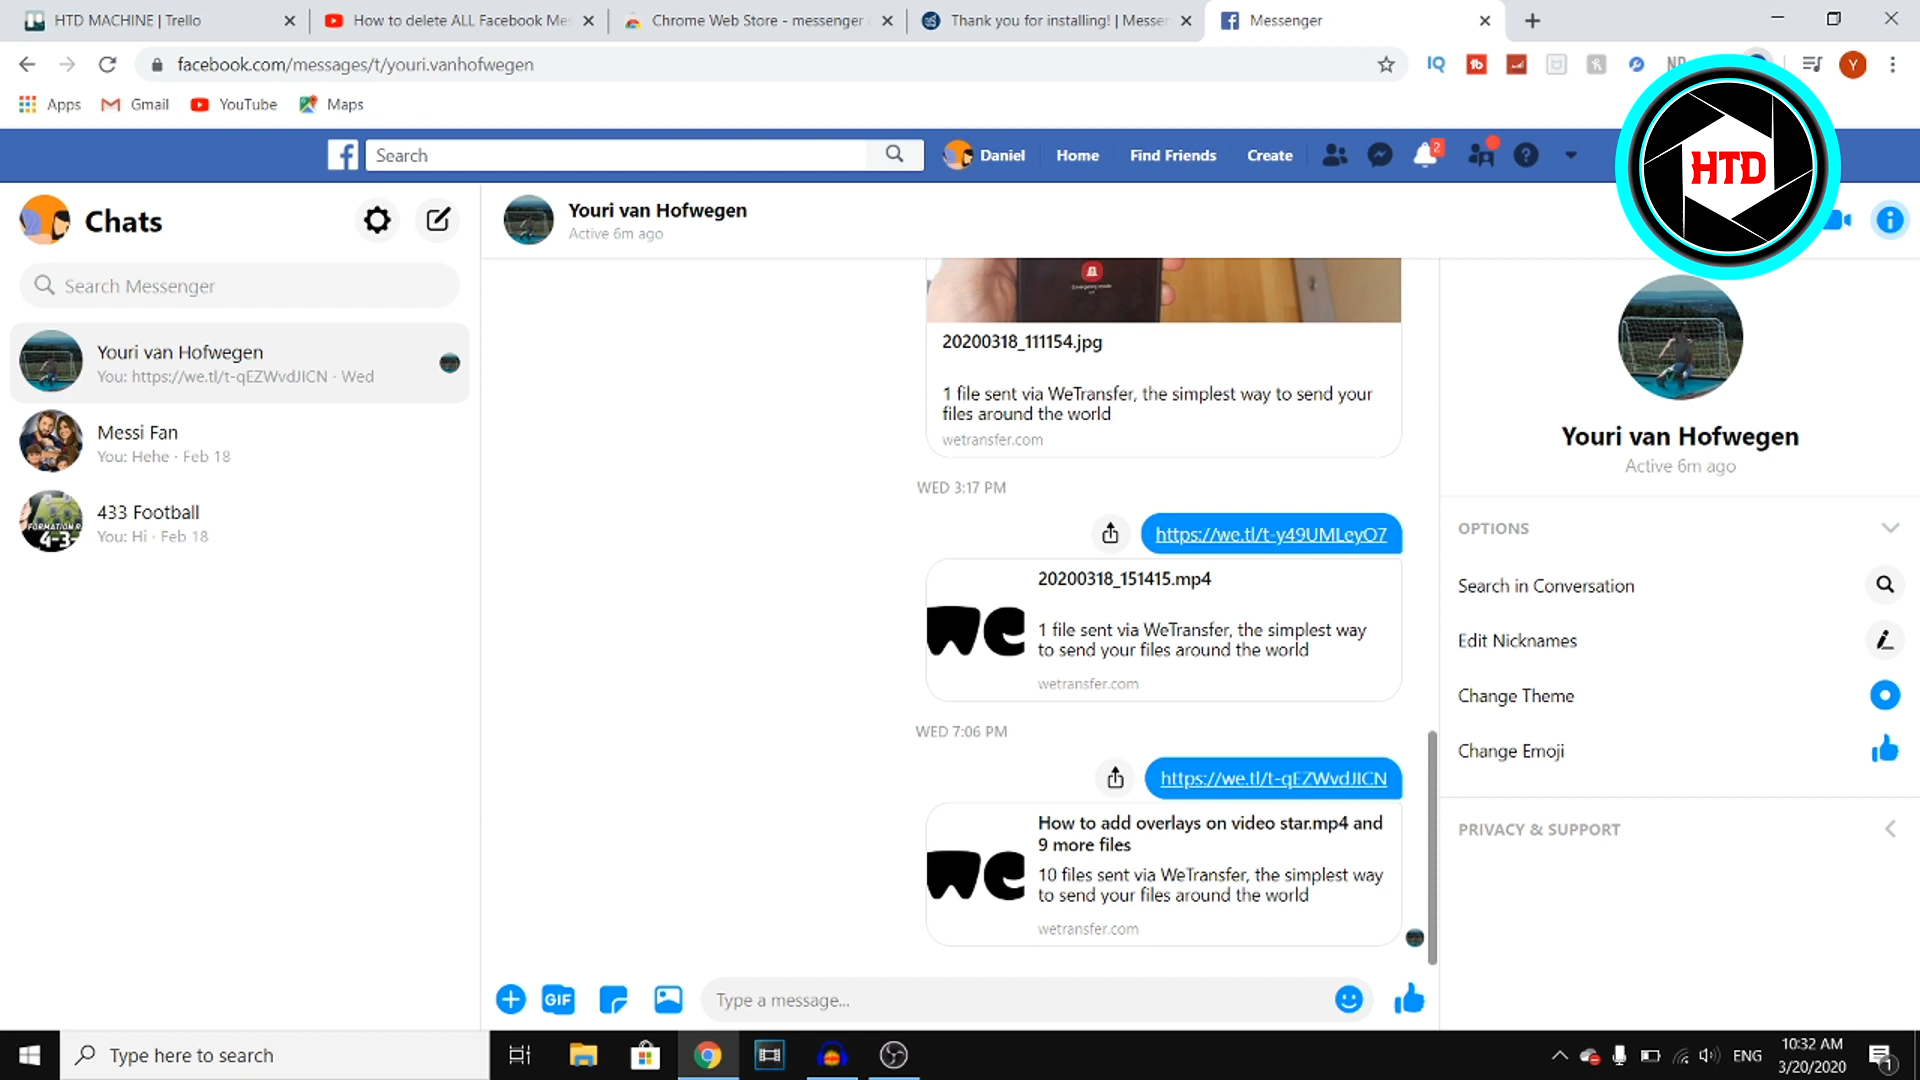 HTD MACHINE | Trello
How to delete ALL Facebook Me
Chrome Web Store - messenger
Thank you for installing! | Messe
Messenger
facebook.com/messages/t/youri.vanhofwegen
IQ
Apps
Gmail
YouTube
Maps
Search
Daniel
Home
Find Friends
Create
2
HTD
Chats
Search Messenger
Youri van Hofwegen
You: https://we.tl/t-qEZWvdJICN · Wed
Messi Fan
You: Hehe · Feb 18
433 Football
You: Hi · Feb 18
Youri van Hofwegen
Active 6m ago
Emergency mode
20200318_111154.jpg
1 file sent via WeTransfer, the simplest way to send your
files around the world
wetransfer.com
WED 3:17 PM
https://we.tl/t-y49UMLeyO7
20200318_151415.mp4
we
1 file sent via WeTransfer, the simplest way
to send your files around the world
wetransfer.com
WED 7:06 PM
https://we.tl/t-qEZWvdJICN
How to add overlays on video star.mp4 and
9 more files
we
10 files sent via WeTransfer, the simplest way
to send your files around the world
wetransfer.com
GIF
Type a message...
Youri van Hofwegen
Active 6m ago
OPTIONS
Search in Conversation
Edit Nicknames
Change Theme
Change Emoji
PRIVACY & SUPPORT
Type here to search
ENG
10:32 AM
3/20/2020
1